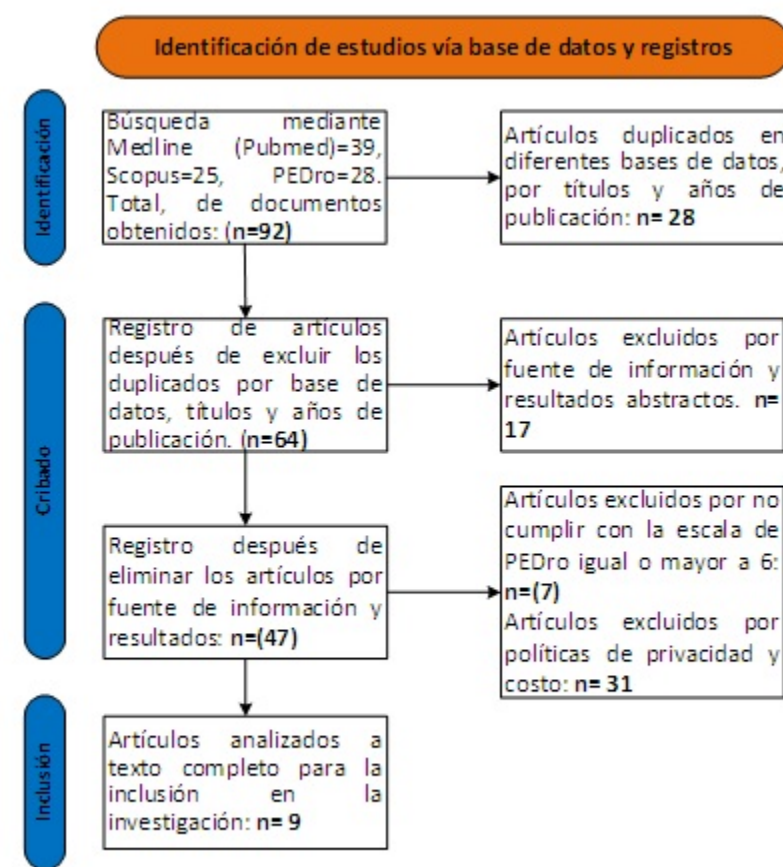 Identificación de estudios vía base de datos y registros
Identificación
Búsqueda mediante
Medline (Pubmed)=39,
Scopus=25, PEDro=28.
Total, de documentos
obtenidos: (n=92)
Artículos duplicados en
diferentes bases de datos,
por títulos y años de
publicación: n= 28
Cribado
Registro de artículos
después de excluir los
duplicados por base de
datos, títulos y años de
publicación. (n=64)
Artículos excluidos por
fuente de información y
resultados abstractos. n=
17
Registro después de
eliminar los artículos por
fuente de información y
resultados: n=(47)
Artículos excluidos por no
cumplir con la escala de
PEDro igual o mayor a 6:
n=(7)
Artículos excluidos por
políticas de privacidad y
costo: n= 31
Inclusión
Artículos analizados a
texto completo para la
inclusión en la
investigación: n= 9